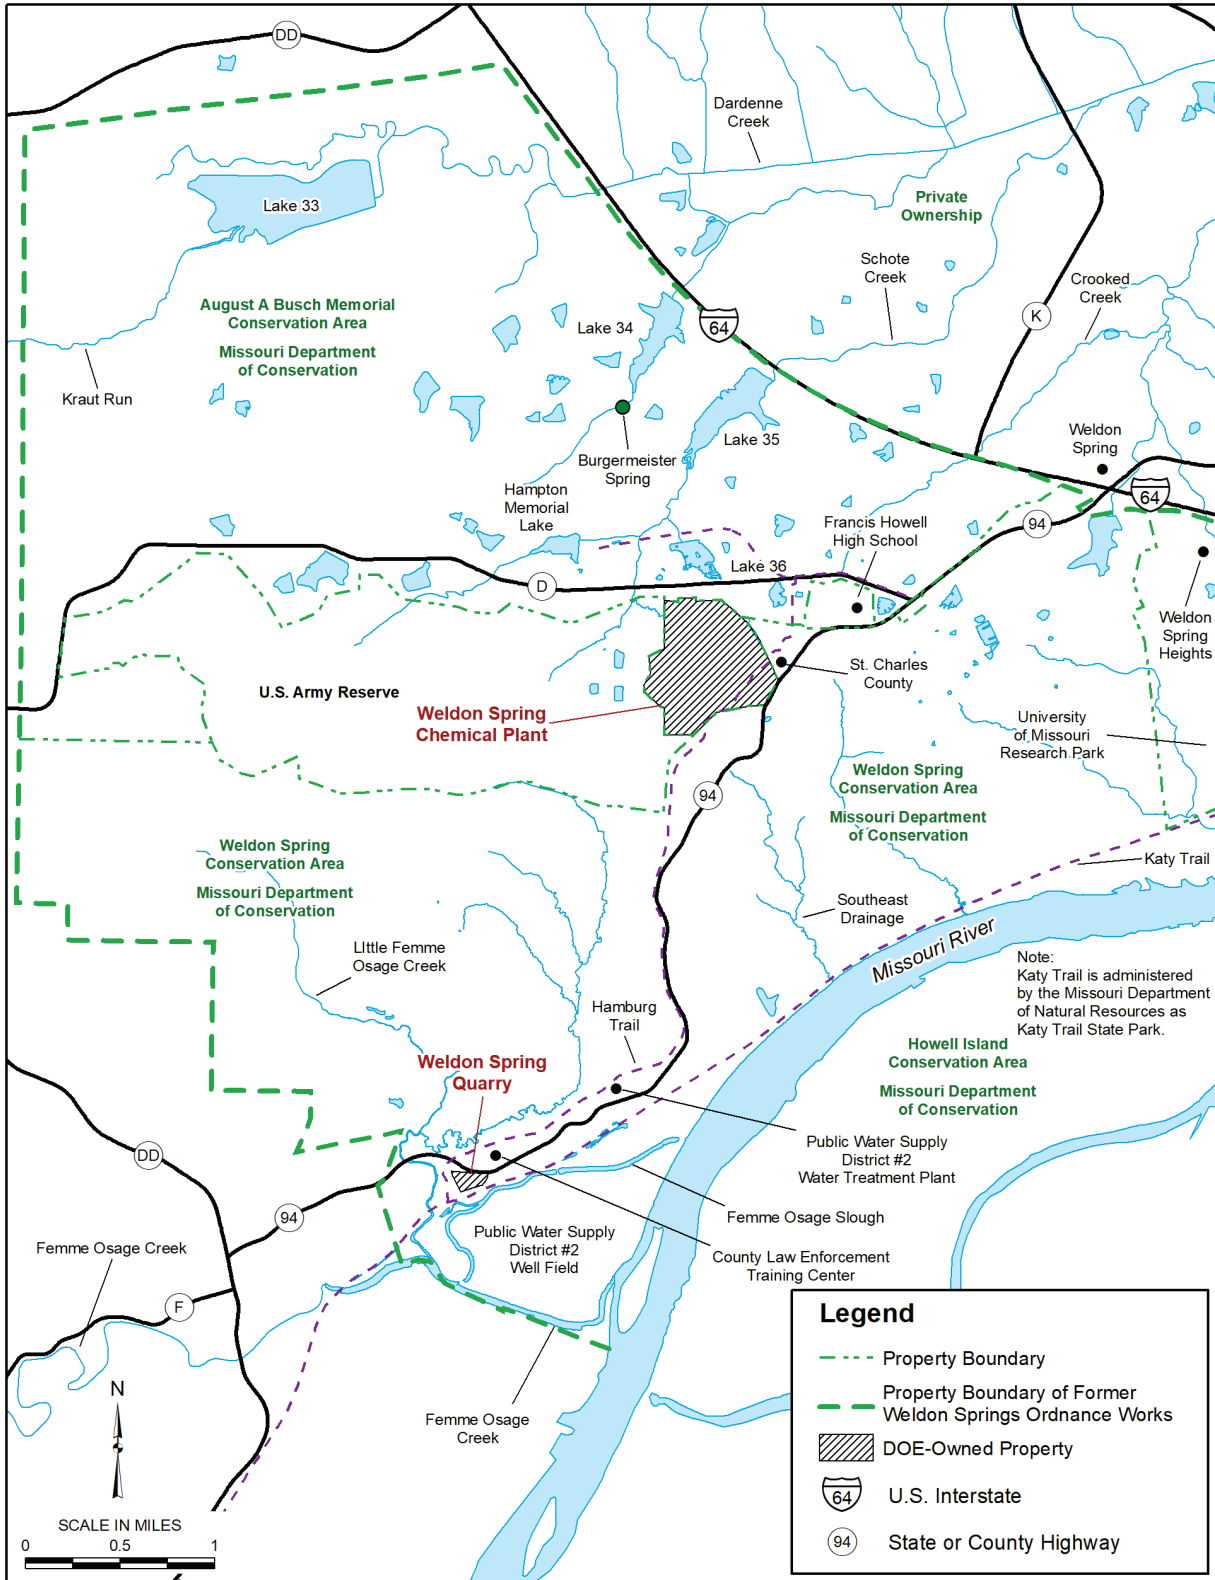 DD
Dardenne
Creek
Lake 33
Private
Ownership
Schote
Creek
Crooked
Creek
August A Busch Memorial
Conservation Area
Missouri Department
of Conservation
Lake 34
64
K
Kraut Run
Lake 35
Weldon
Spring
Burgermeister
Spring
Hampton
Memorial
Lake
64
94
Francis Howell
High School
Lake 36
D
Weldon
Spring
Heights
St. Charles
County
U.S. Army Reserve
Weldon Spring
Chemical Plant
University
of Missouri
Research Park
94
Weldon Spring
Conservation Area
Missouri Department
of Conservation
Weldon Spring
Conservation Area
Missouri Department
of Conservation
Katy Trail
Southeast
Drainage
Missouri River
LIttle Femme
Osage Creek
Note:
Katy Trail is administered
by the Missouri Department
of Natural Resources as
Katy Trail State Park.
Hamburg
Trail
Howell Island
Conservation Area
Missouri Department
of Conservation
Weldon Spring
Quarry
DD
Public Water Supply
District #2
Water Treatment Plant
94
Femme Osage Slough
Femme Osage Creek
Public Water Supply
District #2
Well Field
County Law Enforcement
Training Center
F
Femme Osage
Creek
N
SCALE IN MILES
0 0.5 1
Legend
Property Boundary
Property Boundary of Former
Weldon Springs Ordnance Works
DOE-Owned Property
64 U.S. Interstate
94 State or County Highway